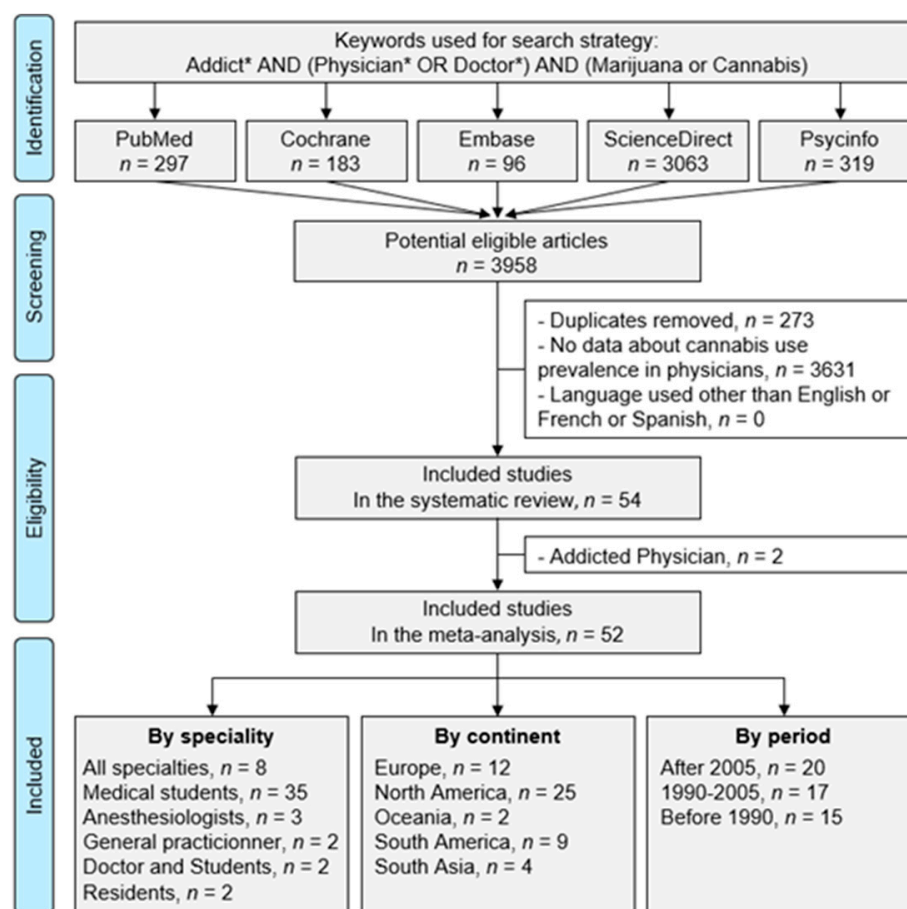 Identification
Keywords used for search strategy:
Addict* AND (Physician* OR Doctor*) AND (Marijuana or Cannabis)
PubMed
n = 297
Cochrane
n = 183
Embase
n = 96
ScienceDirect
n = 3063
Psycinfo
n = 319
Screening
Potential eligible articles
n = 3958
- Duplicates removed, n = 273
- No data about cannabis use
prevalence in physicians, n = 3631
- Language used other than English or
French or Spanish, n = 0
Eligibility
Included studies
In the systematic review, n = 54
- Addicted Physician, n = 2
Included studies
In the meta-analysis, n = 52
Included
By speciality
All specialties, n = 8
Medical students, n = 35
Anesthesiologists, n = 3
General practicionner, n = 2
Doctor and Students, n = 2
Residents, n = 2
By continent
Europe, n = 12
North America, n = 25
Oceania, n = 2
South America, n = 9
South Asia, n = 4
By period
After 2005, n = 20
1990-2005, n = 17
Before 1990, n = 15